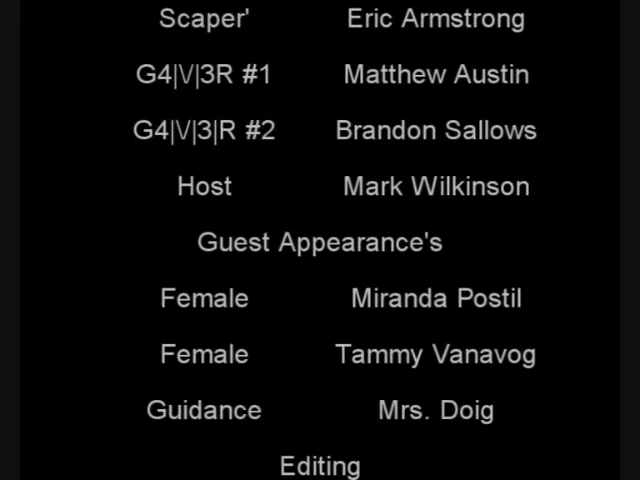 Scaper' Eric Armstrong
G4|\/|3R #1 Matthew Austin
G4|\/|3|R #2 Brandon Sallows
Host Mark Wilkinson
Guest Appearance's
Female Miranda Postil
Female Tammy Vanavog
Guidance Mrs. Doig
Editing